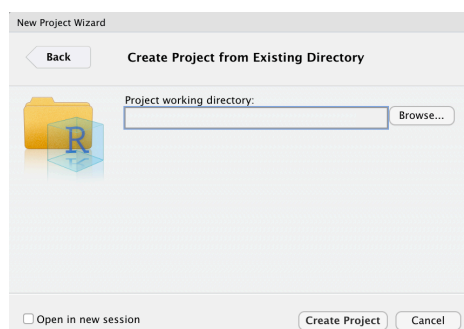 New Project Wizard
Back
Create Project from Existing Directory
Project working directory:
Browse...
R
Open in new session
Create Project
Cancel